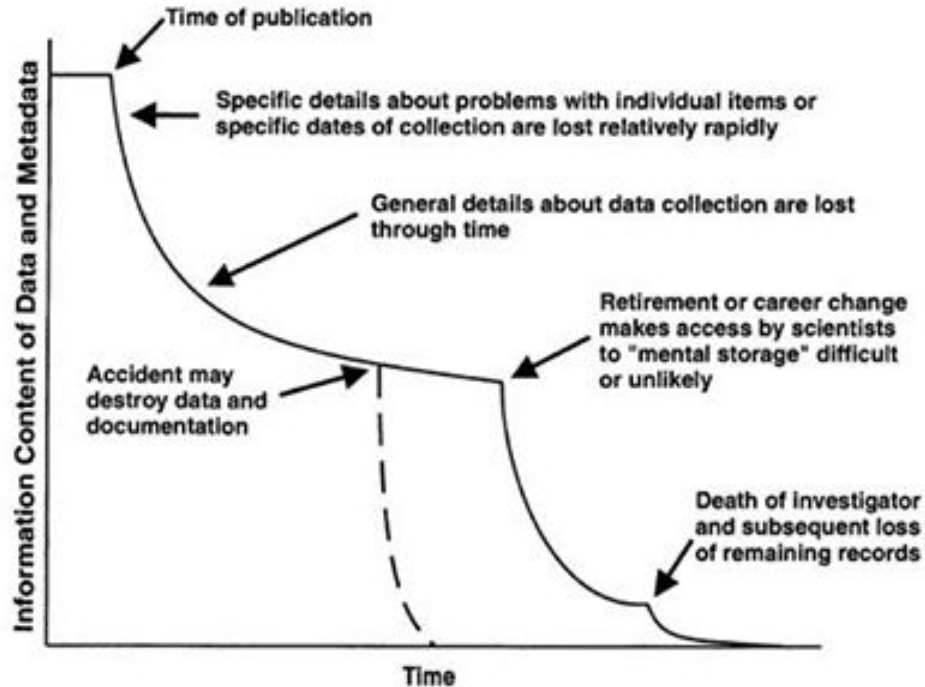 Time of publication
Specific details about problems with individual items or
specific dates of collection are lost relatively rapidly
General details about data collection are lost
through time
Retirement or career change
makes access by scientists
to "mental storage" difficult
or unlikely
Accident may
destroy data and
documentation
Death of investigator
and subsequent loss
of remaining records
Information Content of Data and Metadata
Time